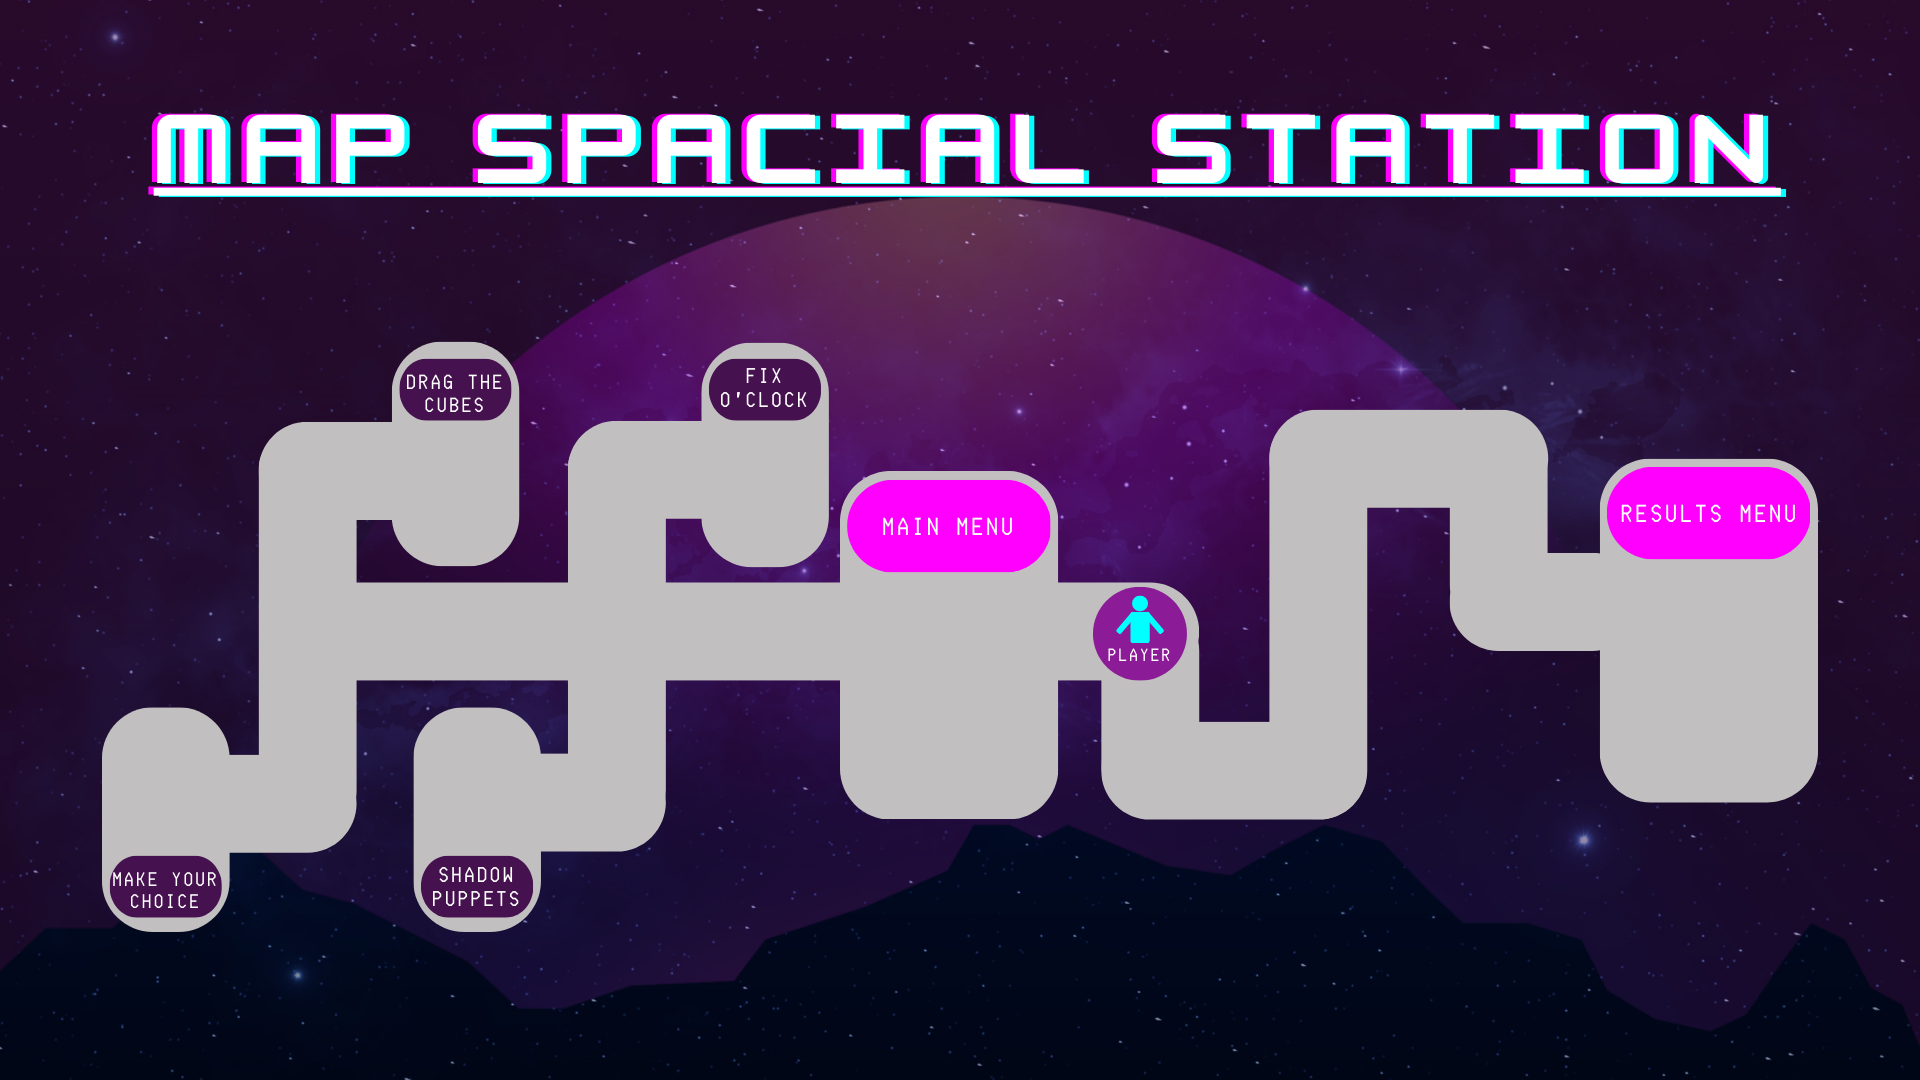 MAP SPACIAL STATION
DRAG THE
CUBES
FIX
O'CLOCK
MAIN MENU
RESULTS MENU
PLAYER
MAKE YOUR
CHOICE
SHADOW
PUPPETS